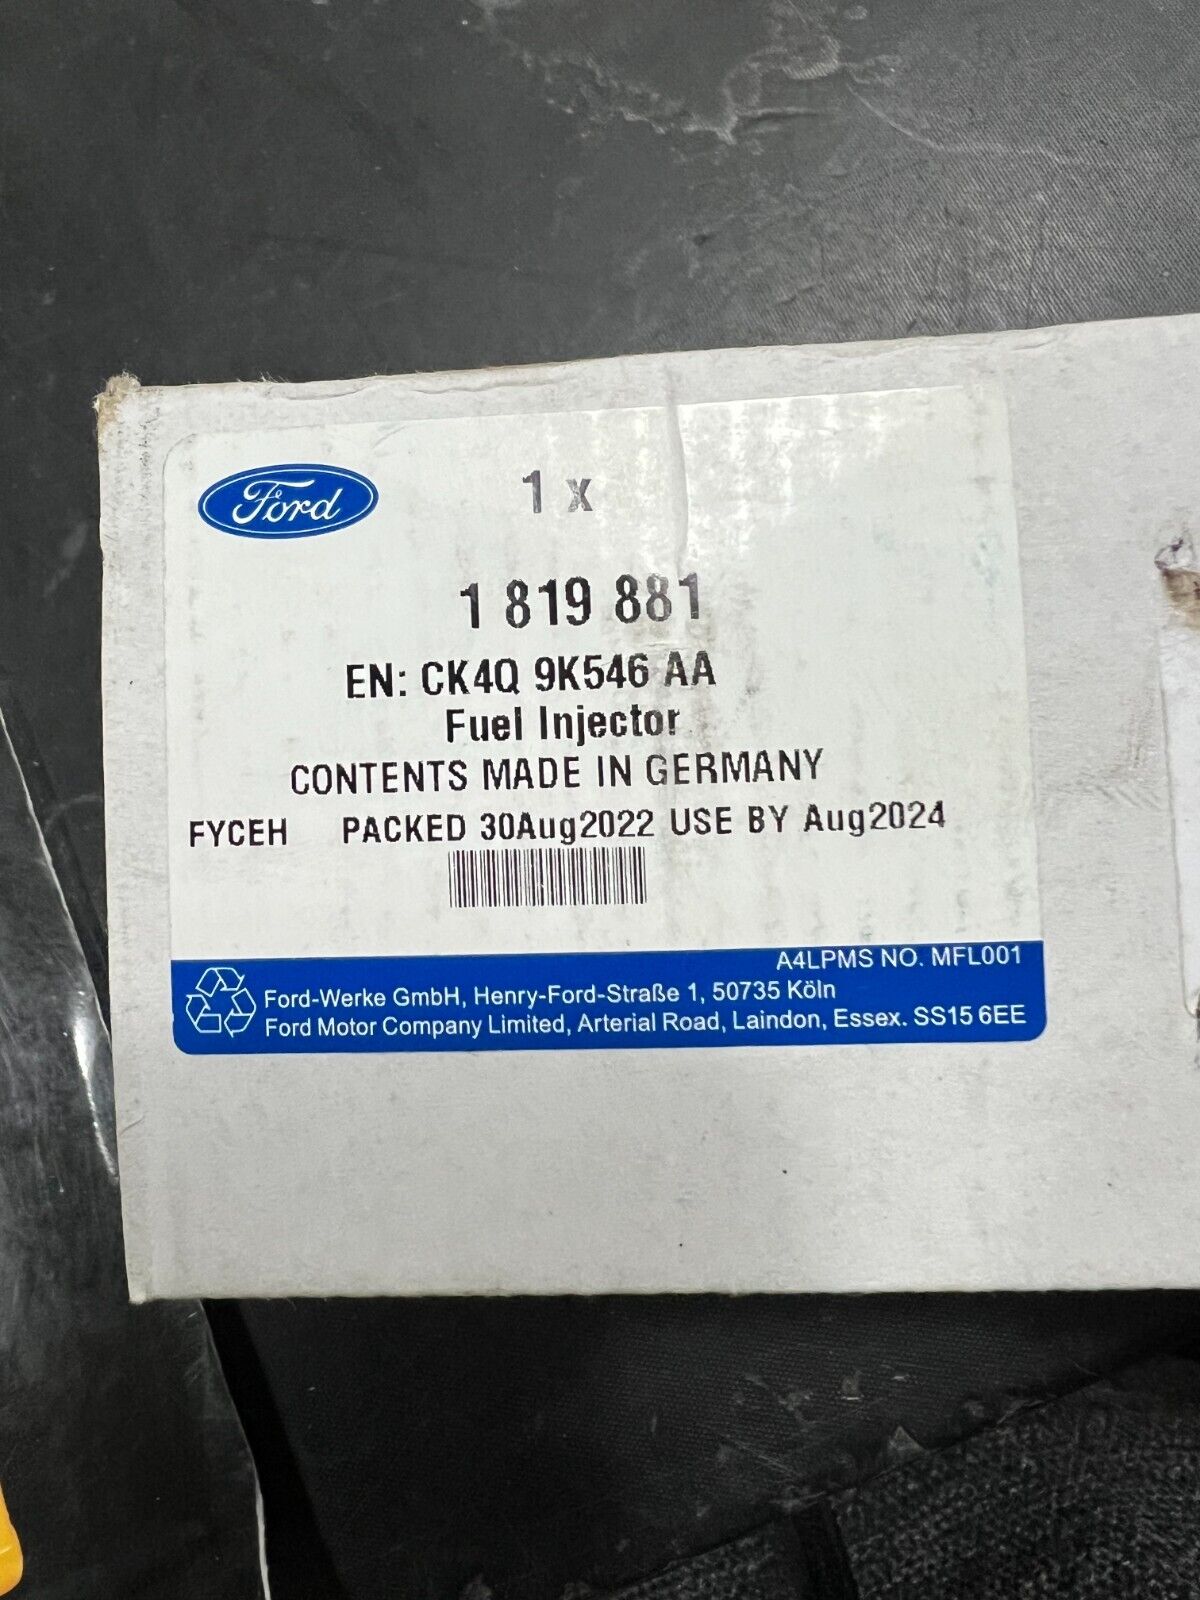 Ford
1 x
1 819 881
EN: CK4Q 9K546 AA
Fuel Injector
CONTENTS MADE IN GERMANY
FYCEH PACKED 30Aug2022 USE BY Aug2024
A4LPMS NO. MFL001
Ford-Werke GmbH, Henry-Ford-Straße 1, 50735 Köln
Ford Motor Company Limited, Arterial Road, Laindon, Essex. SS15 6EE